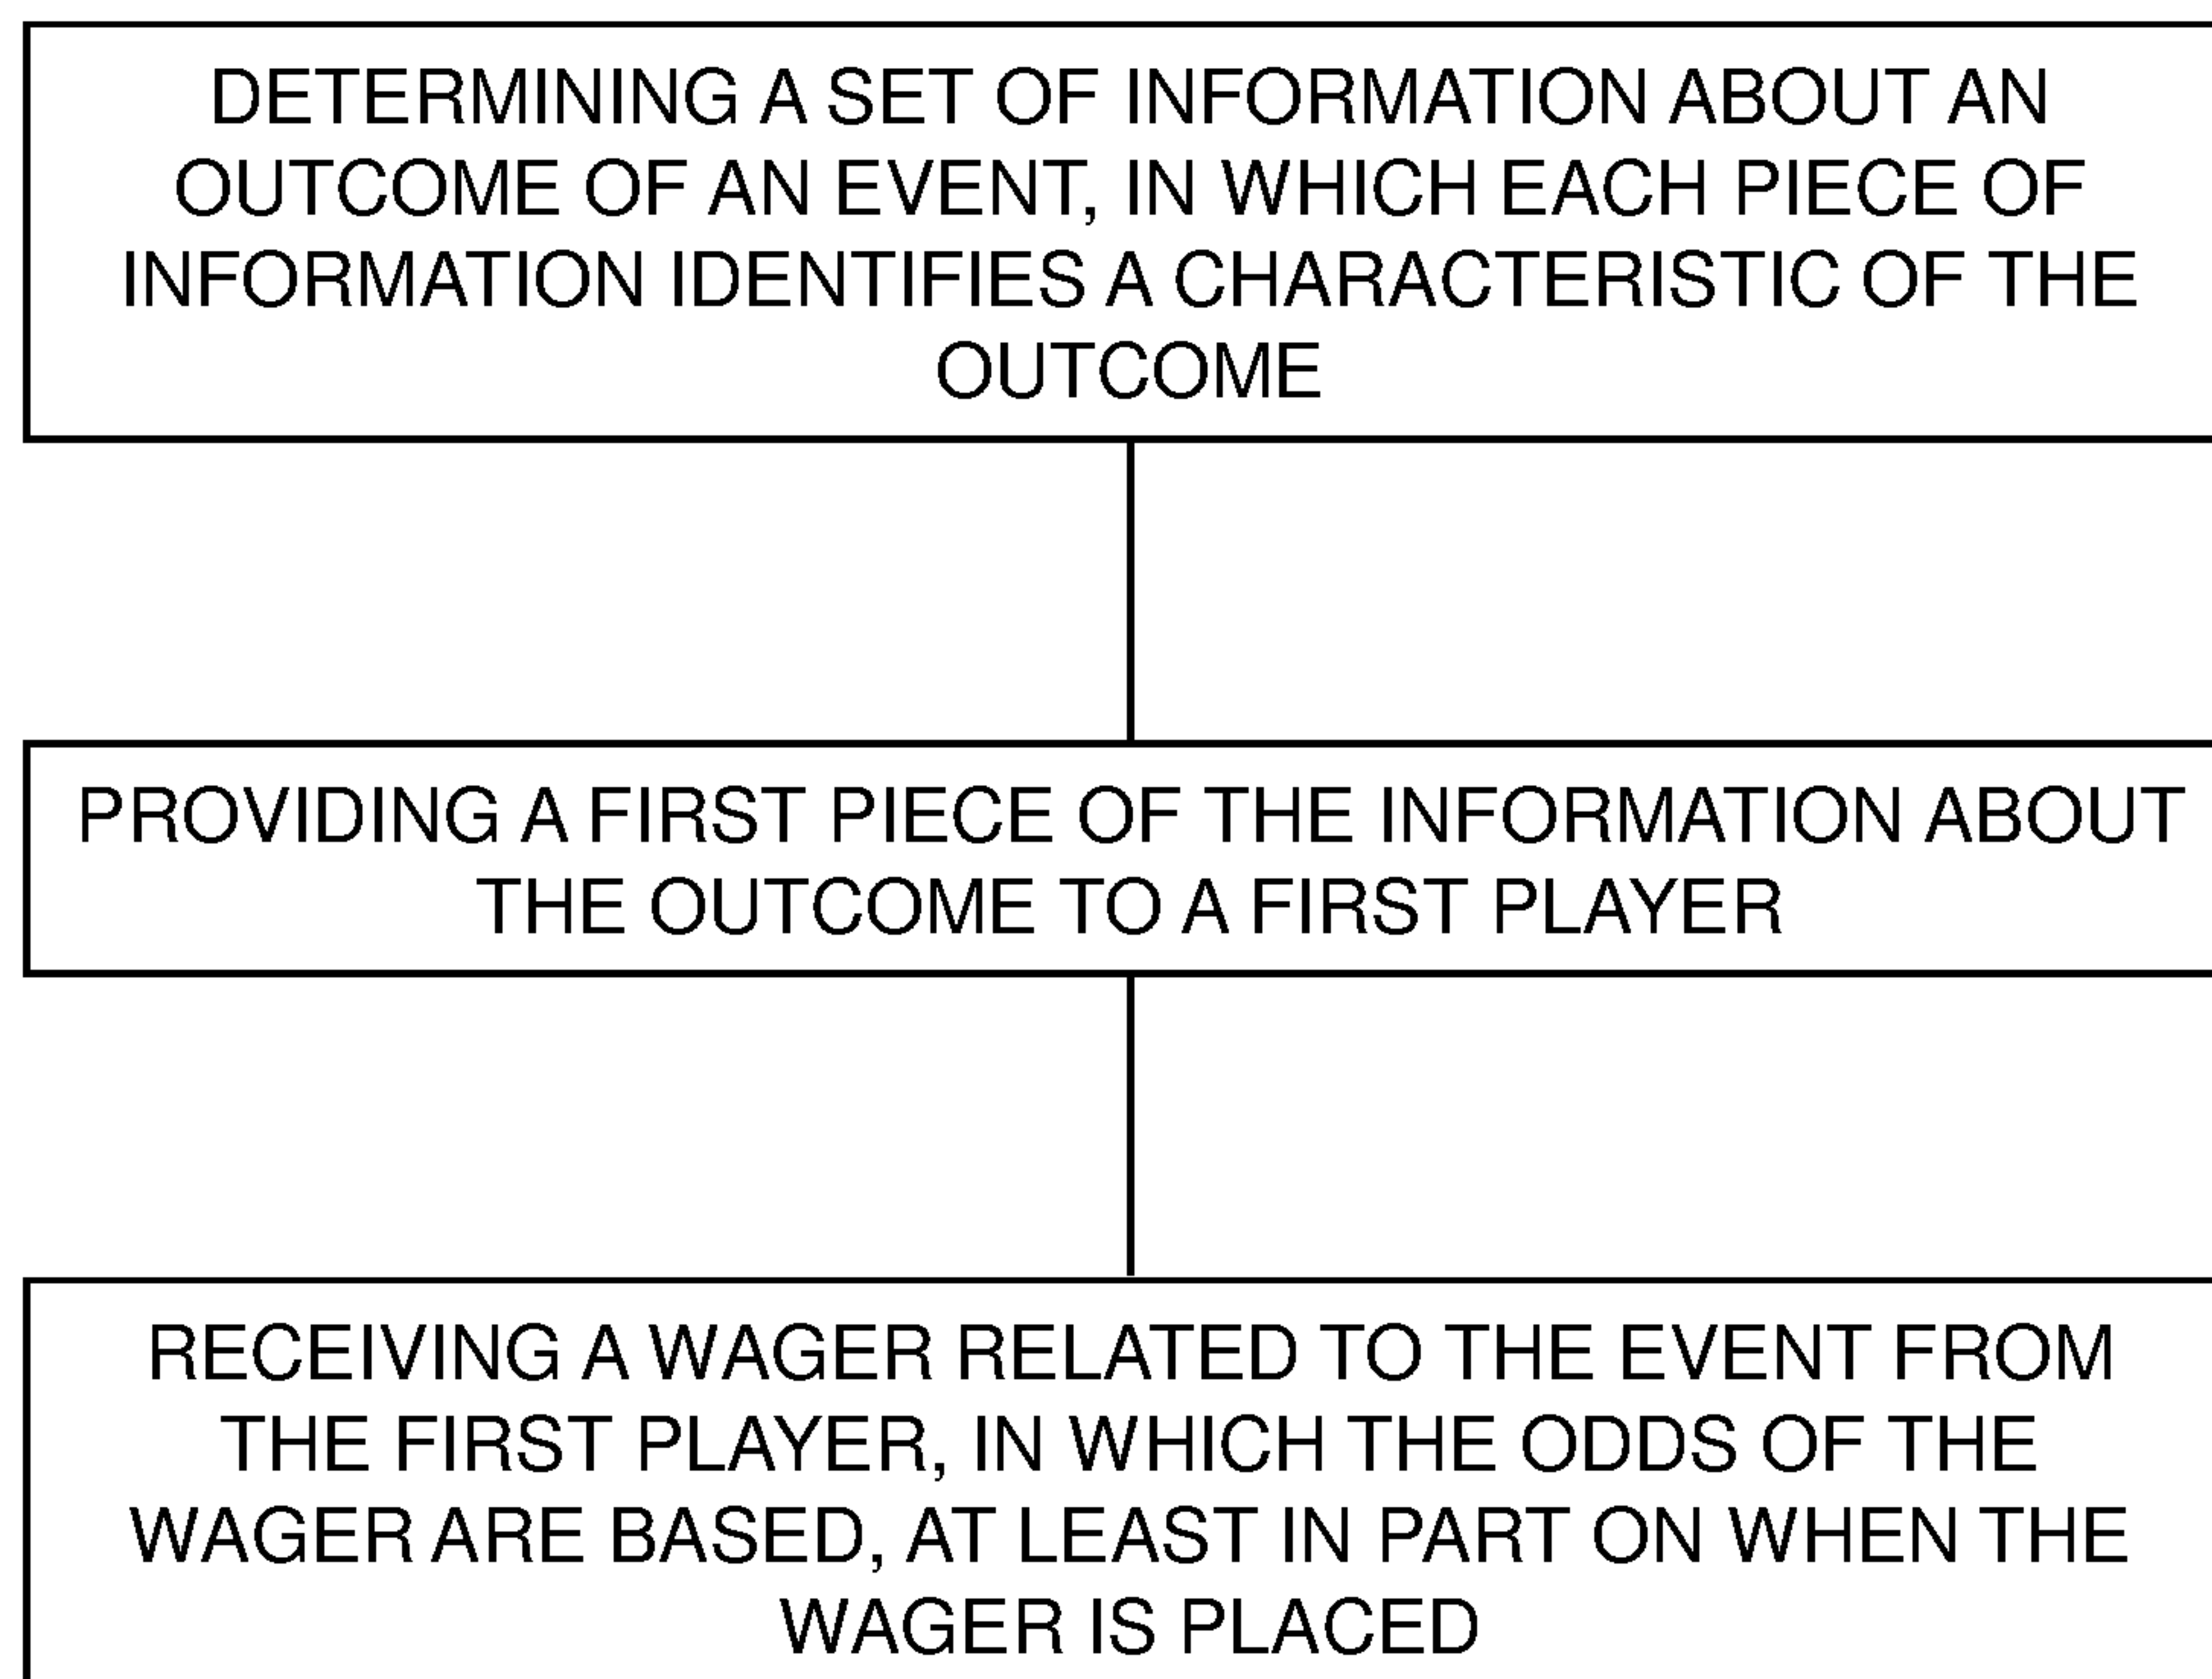 DETERMINING A SET OF INFORMATION ABOUT AN
OUTCOME OF AN EVENT, IN WHICH EACH PIECE OF
INFORMATION IDENTIFIES A CHARACTERISTIC OF THE
OUTCOME
PROVIDING A FIRST PIECE OF THE INFORMATION ABOUT
THE OUTCOME TO A FIRST PLAYER
RECEIVING A WAGER RELATED TO THE EVENT FROM
THE FIRST PLAYER, IN WHICH THE ODDS OF THE
WAGER ARE BASED, AT LEAST IN PART ON WHEN THE
WAGER IS PLACED